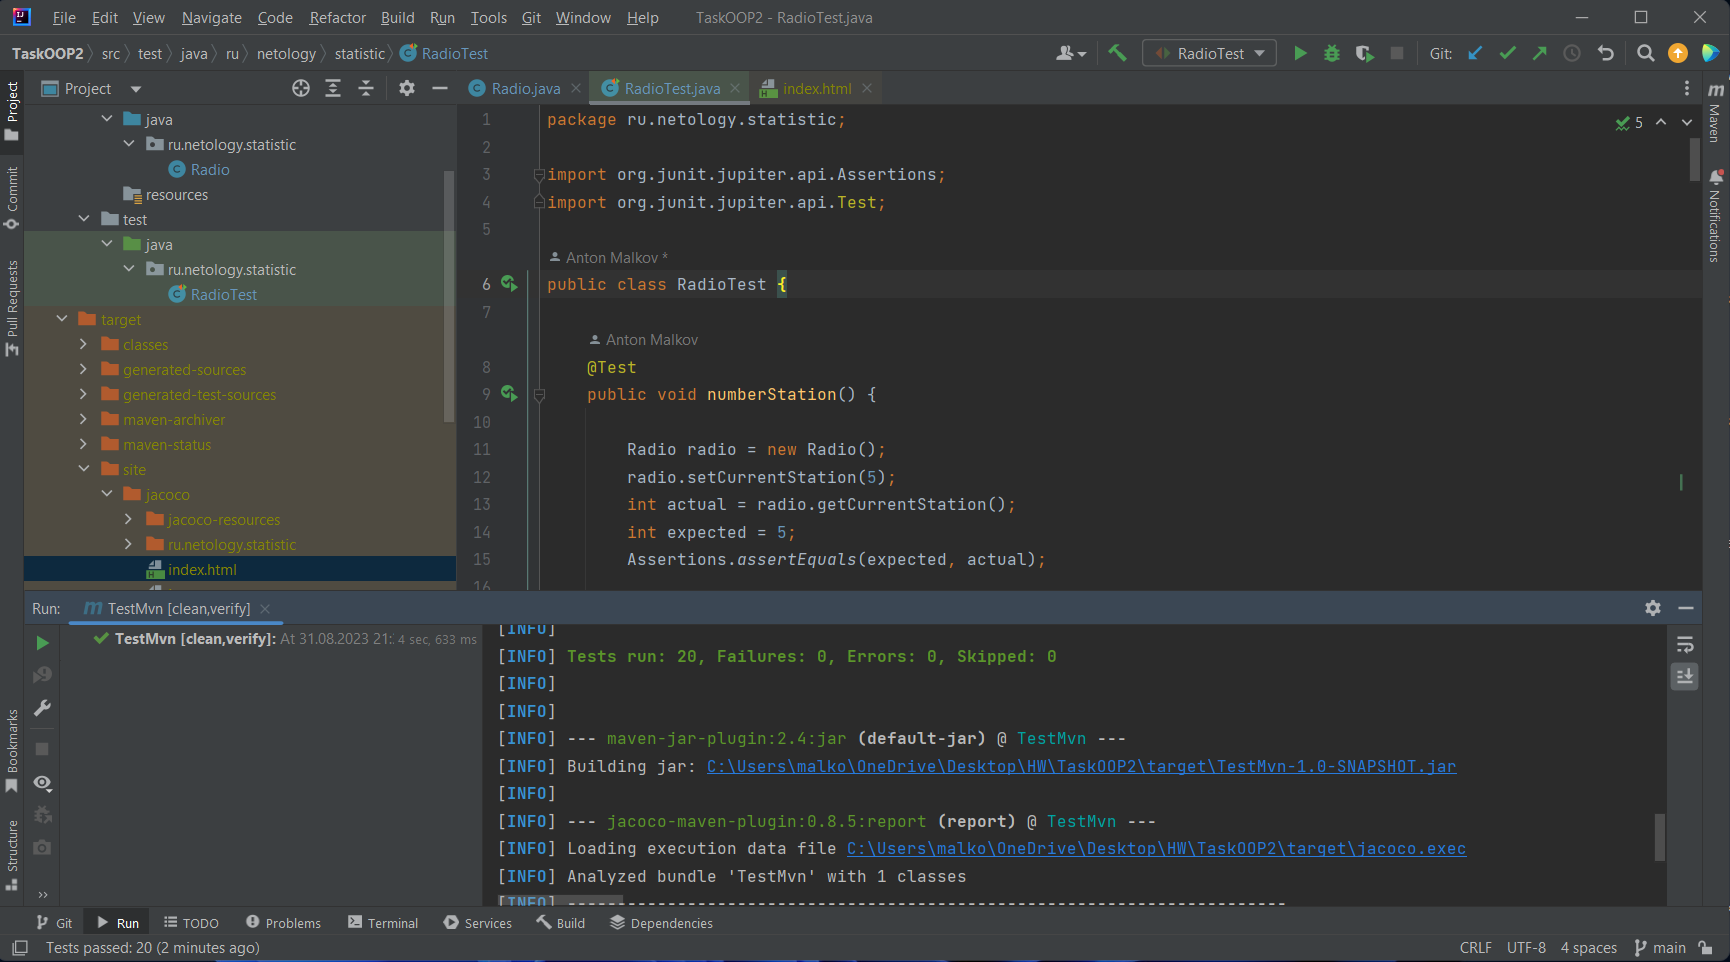 File Edit View Navigate Code Refactor Build Run Tools Git Window Help TaskOOP2 - RadioTest.java
TaskOOP2 src test java ru netology statistic RadioTest RadioTest Git:
Project Radio.java RadioTest.java index.html
java
ru.netology.statistic
Radio
resources
test
java
ru.netology.statistic
RadioTest
target
classes
generated-sources
generated-test-sources
maven-archiver
maven-status
site
jacoco
jacoco-resources
ru.netology.statistic
index.html
Project
Commit
Pull Requests
Bookmarks
Structure
1 package ru.netology.statistic;
2
3 import org.junit.jupiter.api.Assertions;
4 import org.junit.jupiter.api.Test;
5
Anton Malkov *
6 public class RadioTest {
7
Anton Malkov
8 @Test
9 public void numberStation() {
10
11 Radio radio = new Radio();
12 radio.setCurrentStation(5);
13 int actual = radio.getCurrentStation();
14 int expected = 5;
15 Assertions.assertEquals(expected, actual);
16
5
m Maven
Notifications
Run: m TestMvn [clean,verify]
TestMvn [clean,verify]: At 31.08.2023 21: 4 sec, 633 ms
[INFO]
[INFO] Tests run: 20, Failures: 0, Errors: 0, Skipped: 0
[INFO]
[INFO]
[INFO] --- maven-jar-plugin:2.4:jar (default-jar) @ TestMvn ---
[INFO] Building jar: C:\Users\malko\OneDrive\Desktop\HW\TaskOOP2\target\TestMvn-1.0-SNAPSHOT.jar
[INFO]
[INFO] --- jacoco-maven-plugin:0.8.5:report (report) @ TestMvn ---
[INFO] Loading execution data file C:\Users\malko\OneDrive\Desktop\HW\TaskOOP2\target\jacoco.exec
[INFO] Analyzed bundle 'TestMvn' with 1 classes
[INFO] ------------------------------------------------------------------------
Git Run TODO Problems Terminal Services Build Dependencies
Tests passed: 20 (2 minutes ago) CRLF UTF-8 4 spaces main